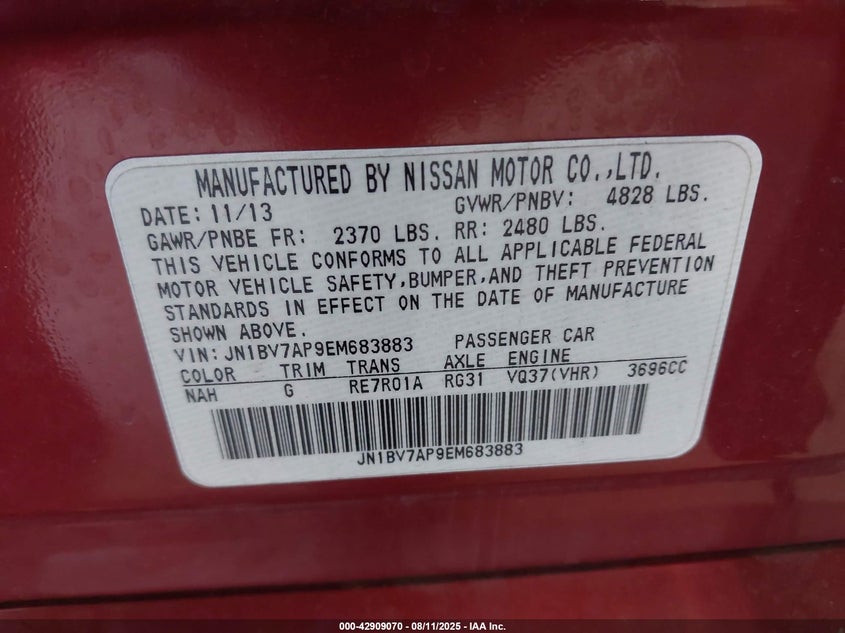 MANUFACTURED BY NISSAN MOTOR CO.,LTD.
DATE: 11/13 GVWR/PNBV: 4828 LBS.
GAWR/PNBE FR: 2370 LBS. RR: 2480 LBS.
THIS VEHICLE CONFORMS TO ALL APPLICABLE FEDERAL
MOTOR VEHICLE SAFETY,BUMPER,AND THEFT PREVENTION
STANDARDS IN EFFECT ON THE DATE OF MANUFACTURE
SHOWN ABOVE.
VIN: JN1BV7AP9EM683883 PASSENGER CAR
COLOR TRIM TRANS AXLE ENGINE
NAH G RE7R01A RG31 VQ37(VHR) 3696CC
JN1BV7AP9EM683883
000-42909070 - 08/11/2025 - IAA Inc.